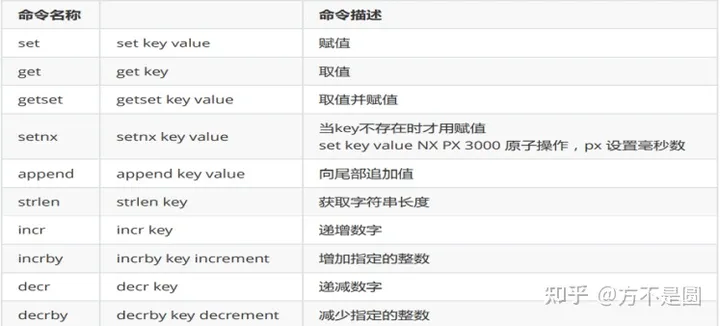 命令名称 命令描述
set set key value 赋值
get get key 取值
getset getset key value 取值并赋值
setnx setnx key value 当key不存在时才用赋值
set key value NX PX 3000 原子操作，px 设置毫秒数
append append key value 向尾部追加值
strlen strlen key 获取字符串长度
incr incr key 递增数字
incrby incrby key increment 增加指定的整数
decr decr key 递减数字
decrby decrby key decrement 减少指定的整数
知乎 @方不是圆